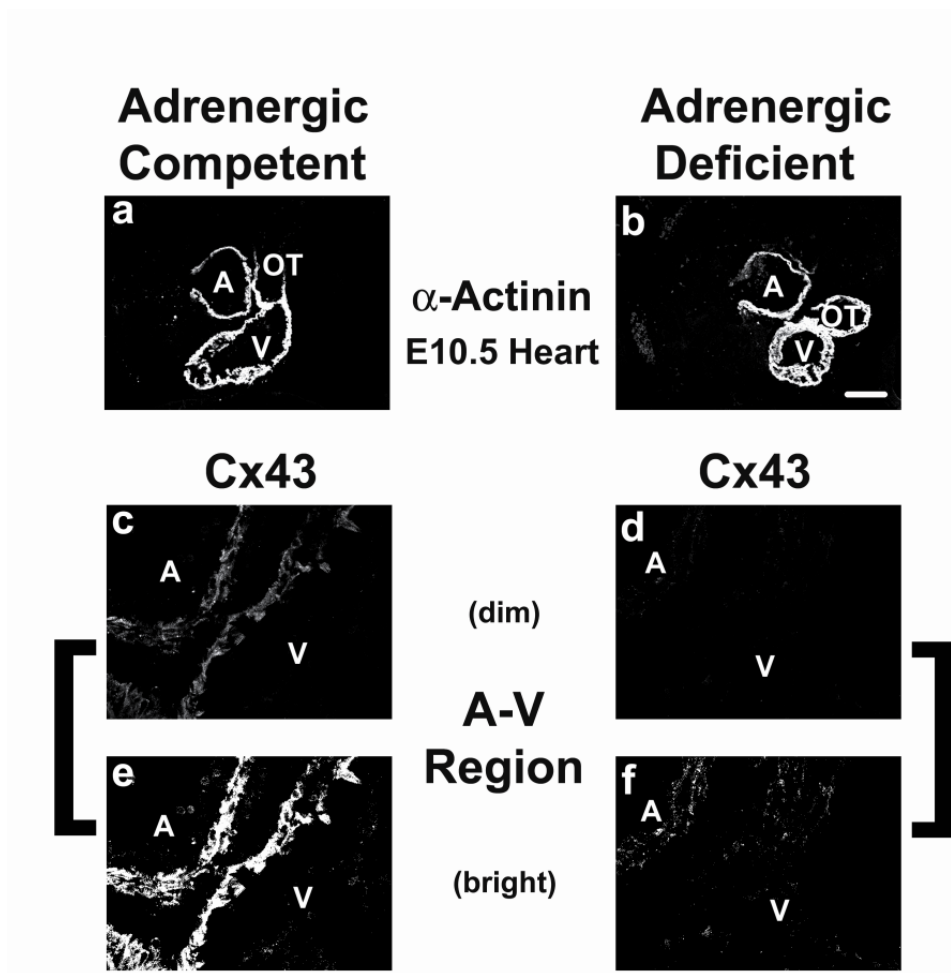 Adrenergic
Competent
Adrenergic
Deficient
a
A
OT
V
α-Actinin
E10.5 Heart
b
A
OT
V
Cx43
Cx43
c
A
V
(dim)
d
A
V
A-V
Region
e
A
V
(bright)
f
A
V